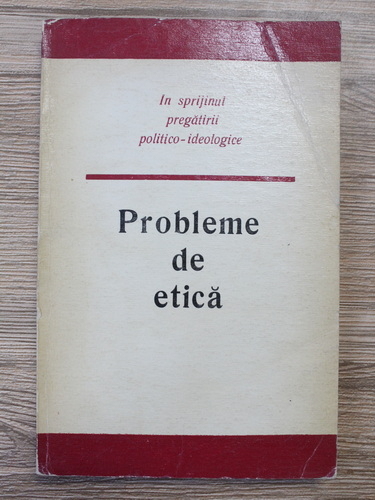 In sprijinul
pregătirii
politico-ideologice
Probleme
de
etică